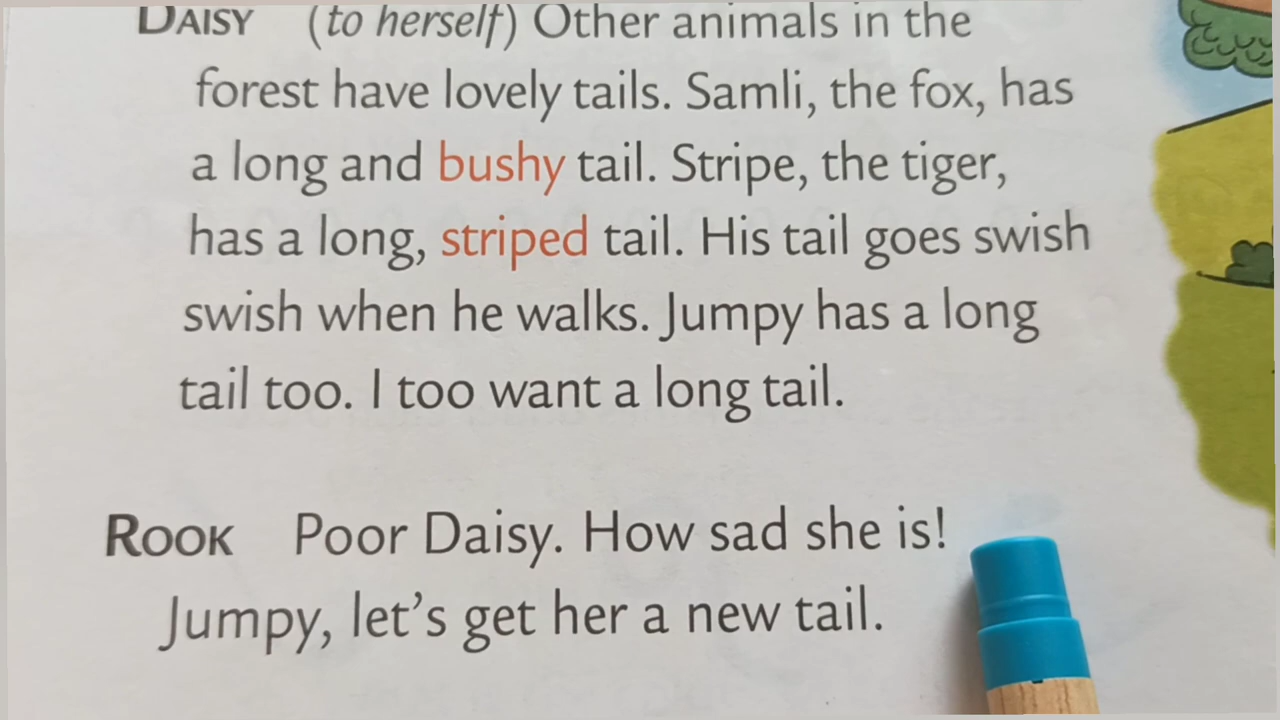 DAISY (to herself) Other animals in the
forest have lovely tails. Samli, the fox, has
a long and bushy tail. Stripe, the tiger,
has a long, striped tail. His tail goes swish
swish when he walks. Jumpy has a long
tail too. I too want a long tail.
ROOK Poor Daisy. How sad she is!
Jumpy, let's get her a new tail.